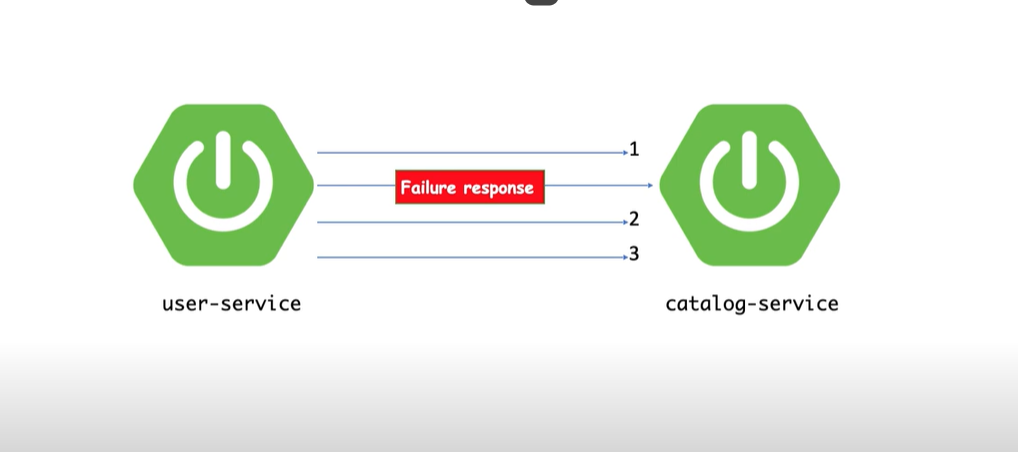 1
Failure response
2
3
user-service
catalog-service